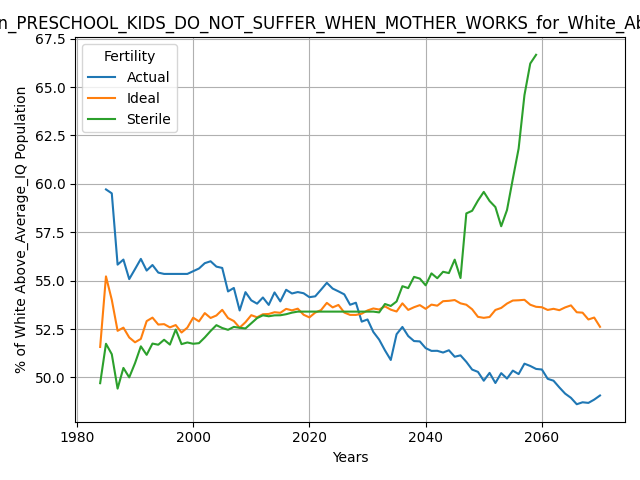 n_PRESCHOOL_KIDS_DO_NOT_SUFFER_WHEN_MOTHER_WORKS_for_White_Ab
67.5
65.0
62.5
60.0
57.5
55.0
52.5
50.0
% of White Above_Average_IQ Population
Fertility
Actual
Ideal
Sterile
1980
2000
2020
2040
2060
Years